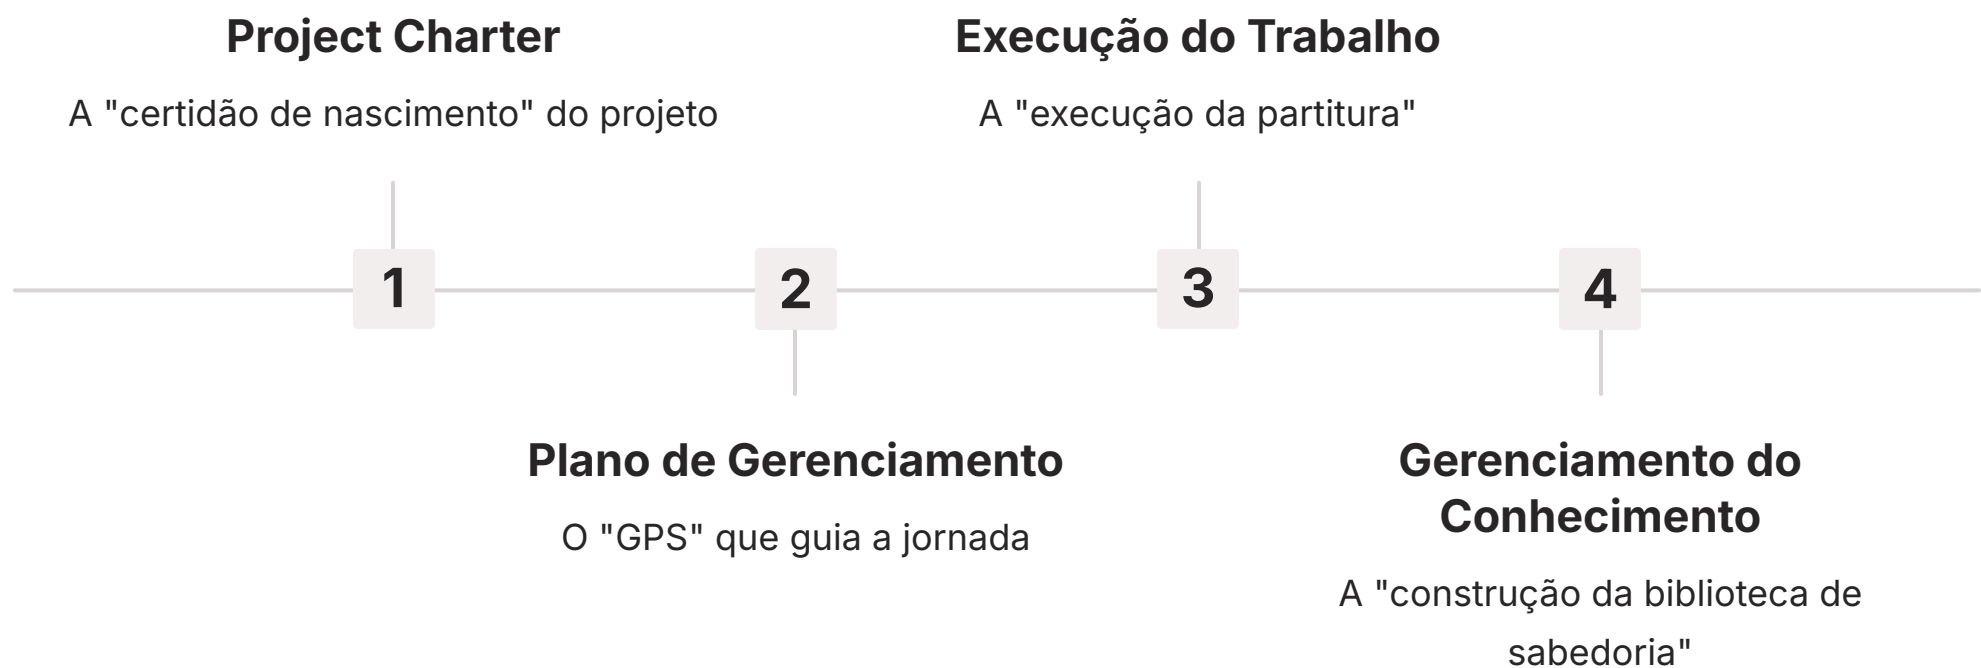 Project Charter
A "certidão de nascimento" do projeto
Execução do Trabalho
A "execução da partitura"
1
2
3
4
Plano de Gerenciamento
O "GPS" que guia a jornada
Gerenciamento do
Conhecimento
A "construção da biblioteca de
sabedoria"